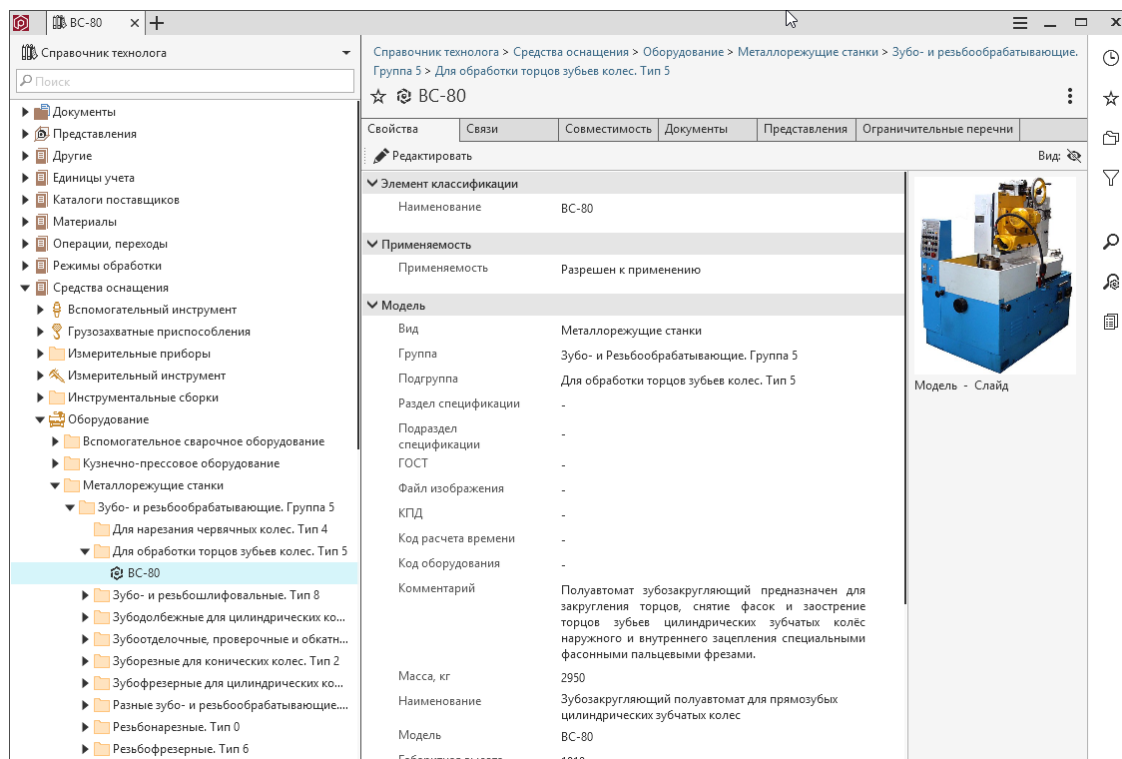 ВС-80
Справочник технолога
Поиск
Документы
Представления
Другие
Единицы учета
Каталоги поставщиков
Материалы
Операции, переходы
Режимы обработки
Средства оснащения
Вспомогательный инструмент
Грузозахватные приспособления
Измерительные приборы
Измерительный инструмент
Инструментальные сборки
Оборудование
Вспомогательное сварочное оборудование
Кузнечно-прессовое оборудование
Металлорежущие станки
Зубо- и резьбообрабатывающие. Группа 5
Для нарезания червячных колес. Тип 4
Для обработки торцов зубьев колес. Тип 5
ВС-80
Зубо- и резьбошлифовальные. Тип 8
Зубодолбежные для цилиндрических ко...
Зубоотделочные, проверочные и обкатн...
Зуборезные для конических колес. Тип 2
Зубофрезерные для цилиндрических ко...
Разные зубо- и резьбообрабатывающие....
Резьбонарезные. Тип 0
Резьбофрезерные. Тип 6
Справочник технолога > Средства оснащения > Оборудование > Металлорежущие станки > Зубо- и резьбообрабатывающие.
Группа 5 > Для обработки торцов зубьев колес. Тип 5
ВС-80
Свойства Связи Совместимость Документы Представления Ограничительные перечни
Редактировать Вид:
Элемент классификации
Наименование ВС-80
Применяемость
Применяемость Разрешен к применению
Модель
Вид Металлорежущие станки
Группа Зубо- и Резьбообрабатывающие. Группа 5
Подгруппа Для обработки торцов зубьев колес. Тип 5
Раздел спецификации -
Подраздел
спецификации -
ГОСТ -
Файл изображения -
КПД -
Код расчета времени -
Код оборудования -
Комментарий Полуавтомат зубозакругляющий предназначен для
закругления торцов, снятие фасок и заострение
торцов зубьев цилиндрических зубчатых колёс
наружного и внутреннего зацепления специальными
фасонными пальцевыми фрезами.
Масса, кг 2950
Наименование Зубозакругляющий полуавтомат для прямозубых
цилиндрических зубчатых колес
Модель ВС-80
Модель - Слайд